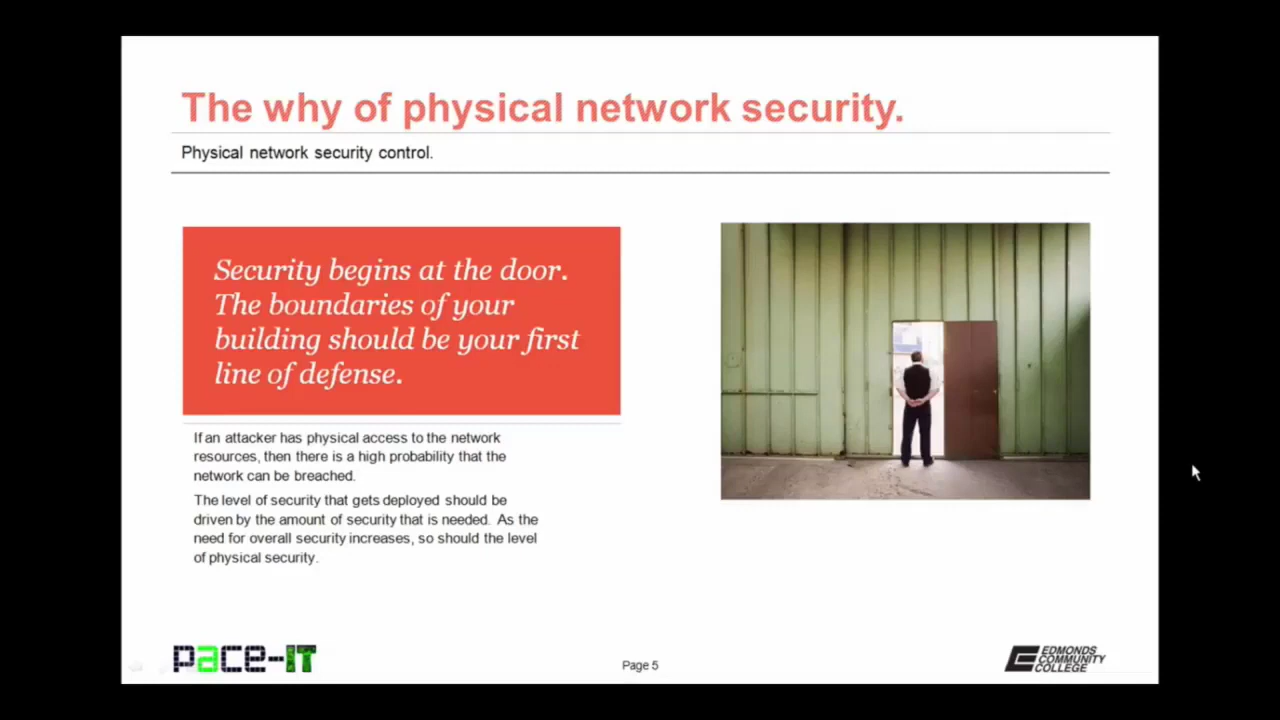 The why of physical network security.
Physical network security control.
Security begins at the door.
The boundaries of your
building should be your first
line of defense.
If an attacker has physical access to the network
resources, then there is a high probability that the
network can be breached.
The level of security that gets deployed should be
driven by the amount of security that is needed. As the
need for overall security increases, so should the level
of physical security.
pace-IT
Page 5
EDMONDS
COMMUNITY
COLLEGE